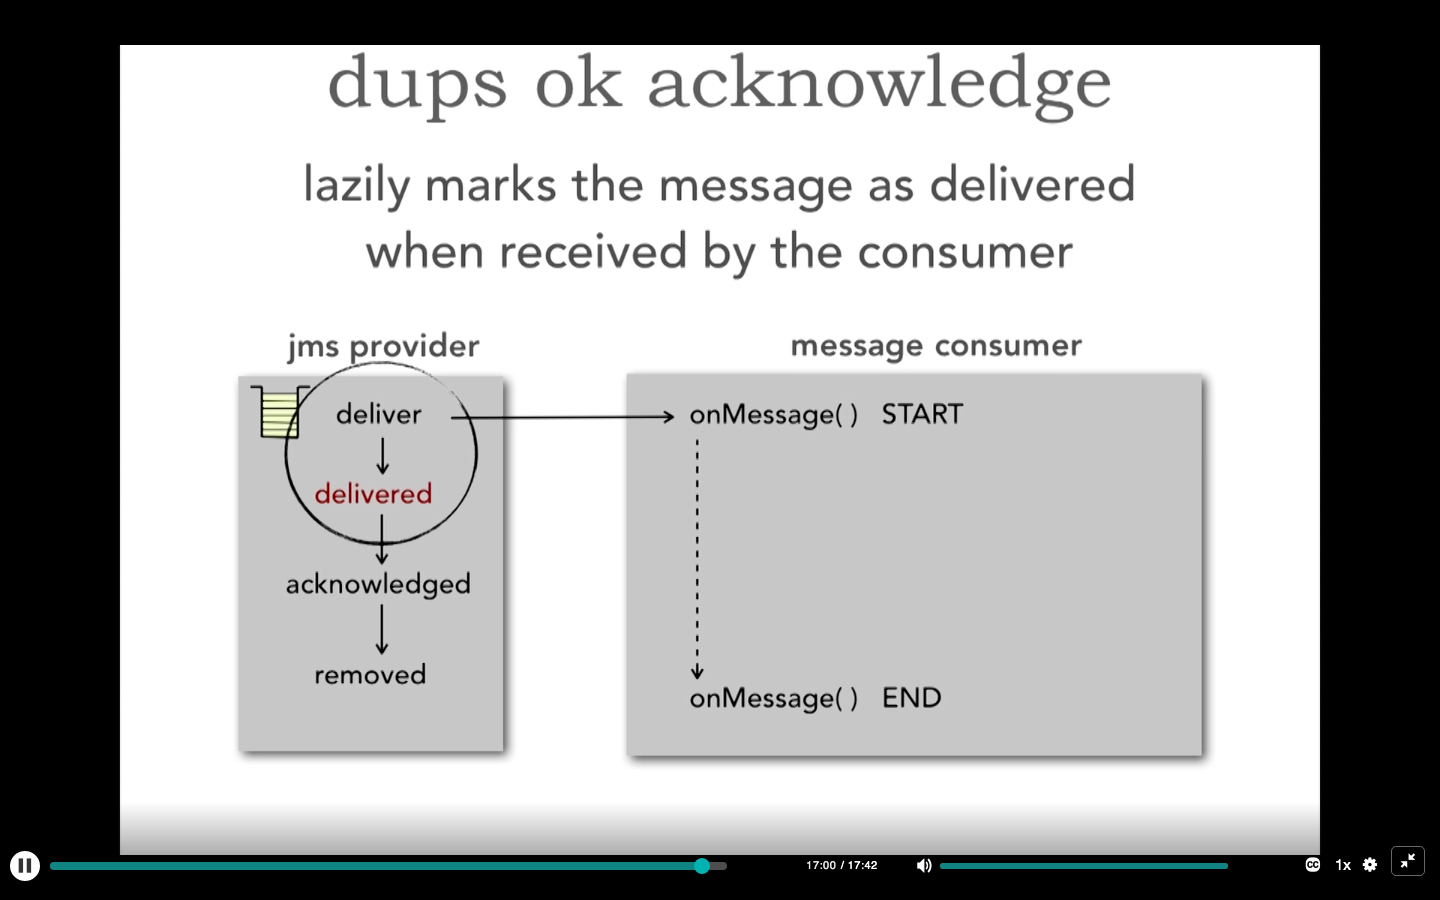 dups ok acknowledge
lazily marks the message as delivered
when received by the consumer
jms provider
message consumer
deliver
onMessage( ) START
delivered
acknowledged
removed
onMessage( ) END
17:00 / 17:42
CC
1x